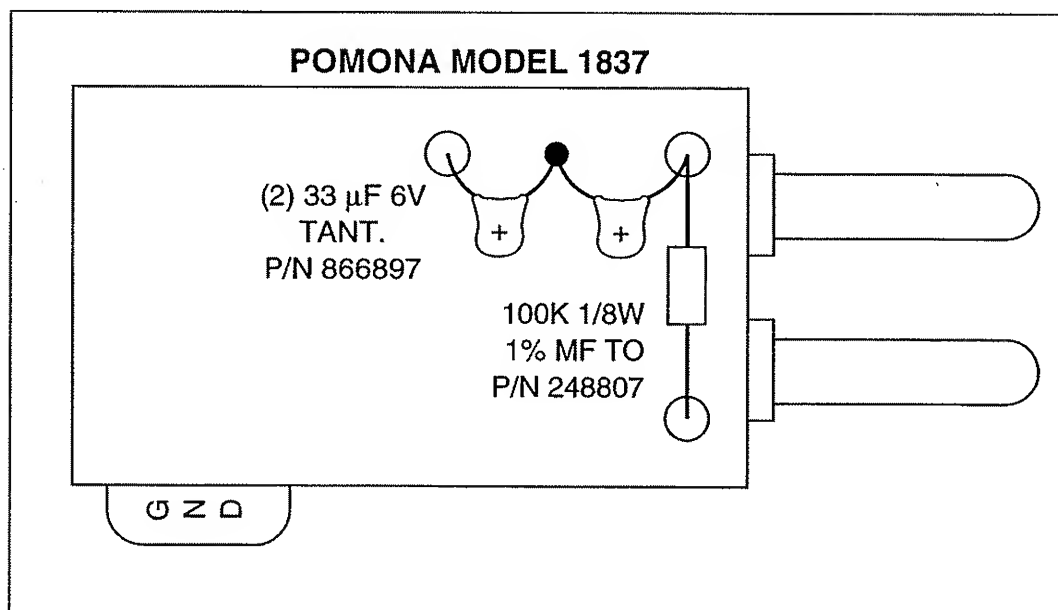 POMONA MODEL 1837
(2) 33 µF 6V
TANT.
P/N 866897
+
+
100K 1/8W
1% MF TO
P/N 248807
GND